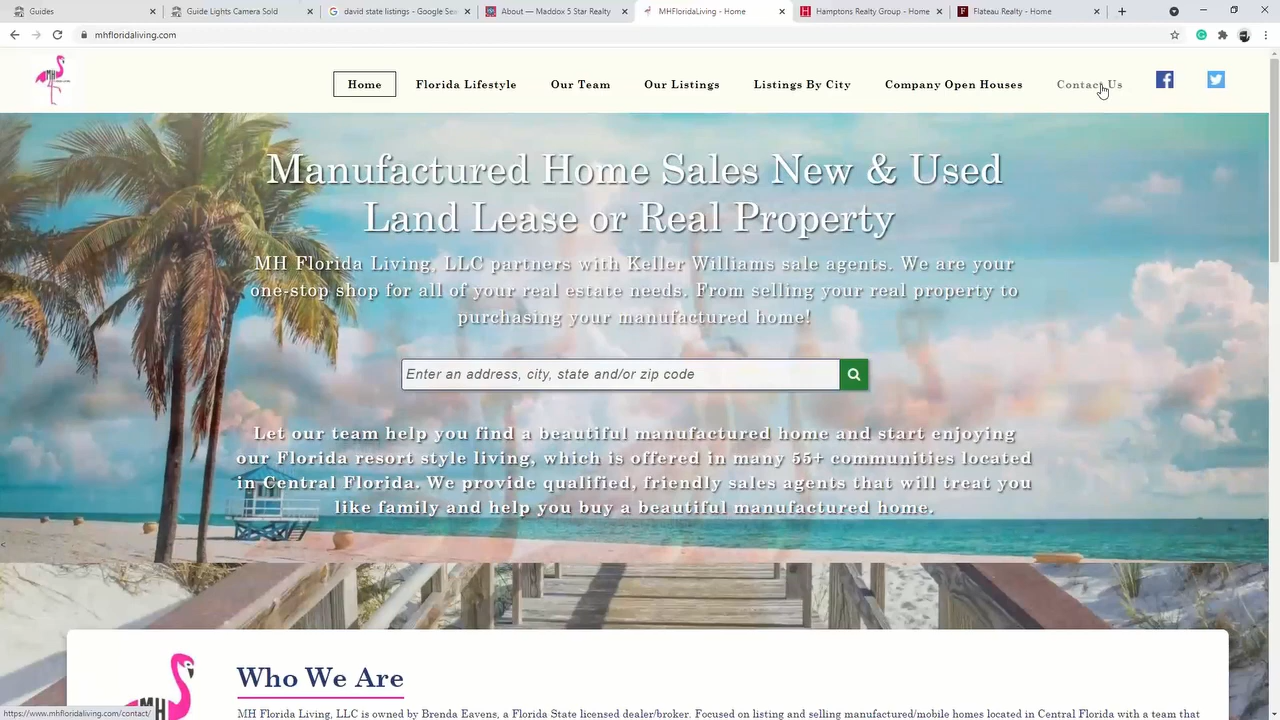 Guides
Guide Lights Camera Sold
david state listings - Google Sea
About — Maddox 5 Star Realty
MHFloridaLiving - Home
Hamptons Realty Group - Home
Flateau Realty - Home
mhfloridaliving.com
MH
Home
Florida Lifestyle
Our Team
Our Listings
Listings By City
Company Open Houses
Contact Us
Manufactured Home Sales New & Used
Land Lease or Real Property
MH Florida Living, LLC partners with Keller Williams sale agents. We are your
one-stop shop for all of your real estate needs. From selling your real property to
purchasing your manufactured home!
Enter an address, city, state and/or zip code
Let our team help you find a beautiful manufactured home and start enjoying
our Florida resort style living, which is offered in many 55+ communities located
in Central Florida. We provide qualified, friendly sales agents that will treat you
like family and help you buy a beautiful manufactured home.
MH
Who We Are
MH Florida Living, LLC is owned by Brenda Eavens, a Florida State licensed dealer/broker. Focused on listing and selling manufactured/mobile homes located in Central Florida with a team that
https://www.mhfloridaliving.com/contact/